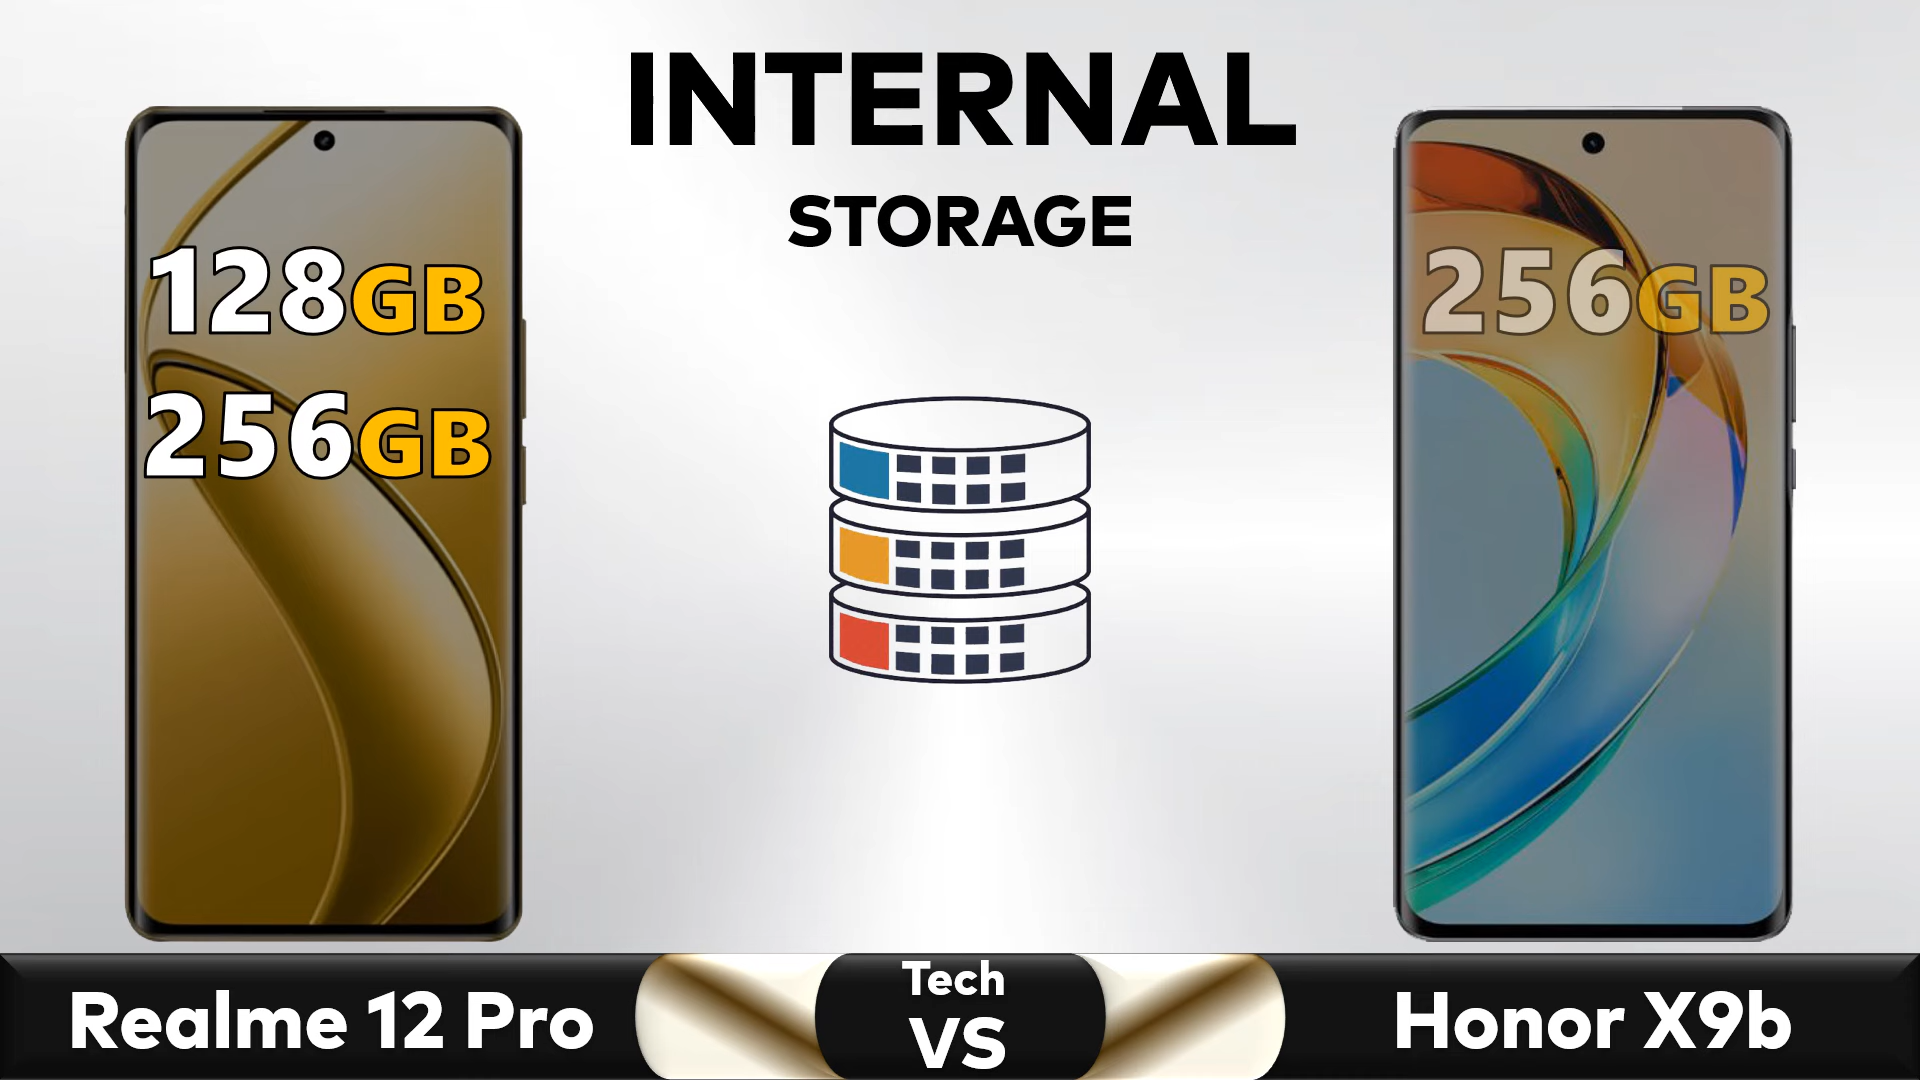 INTERNAL
STORAGE
128GB
256GB
256GB
Realme 12 Pro
Tech
VS
Honor X9b